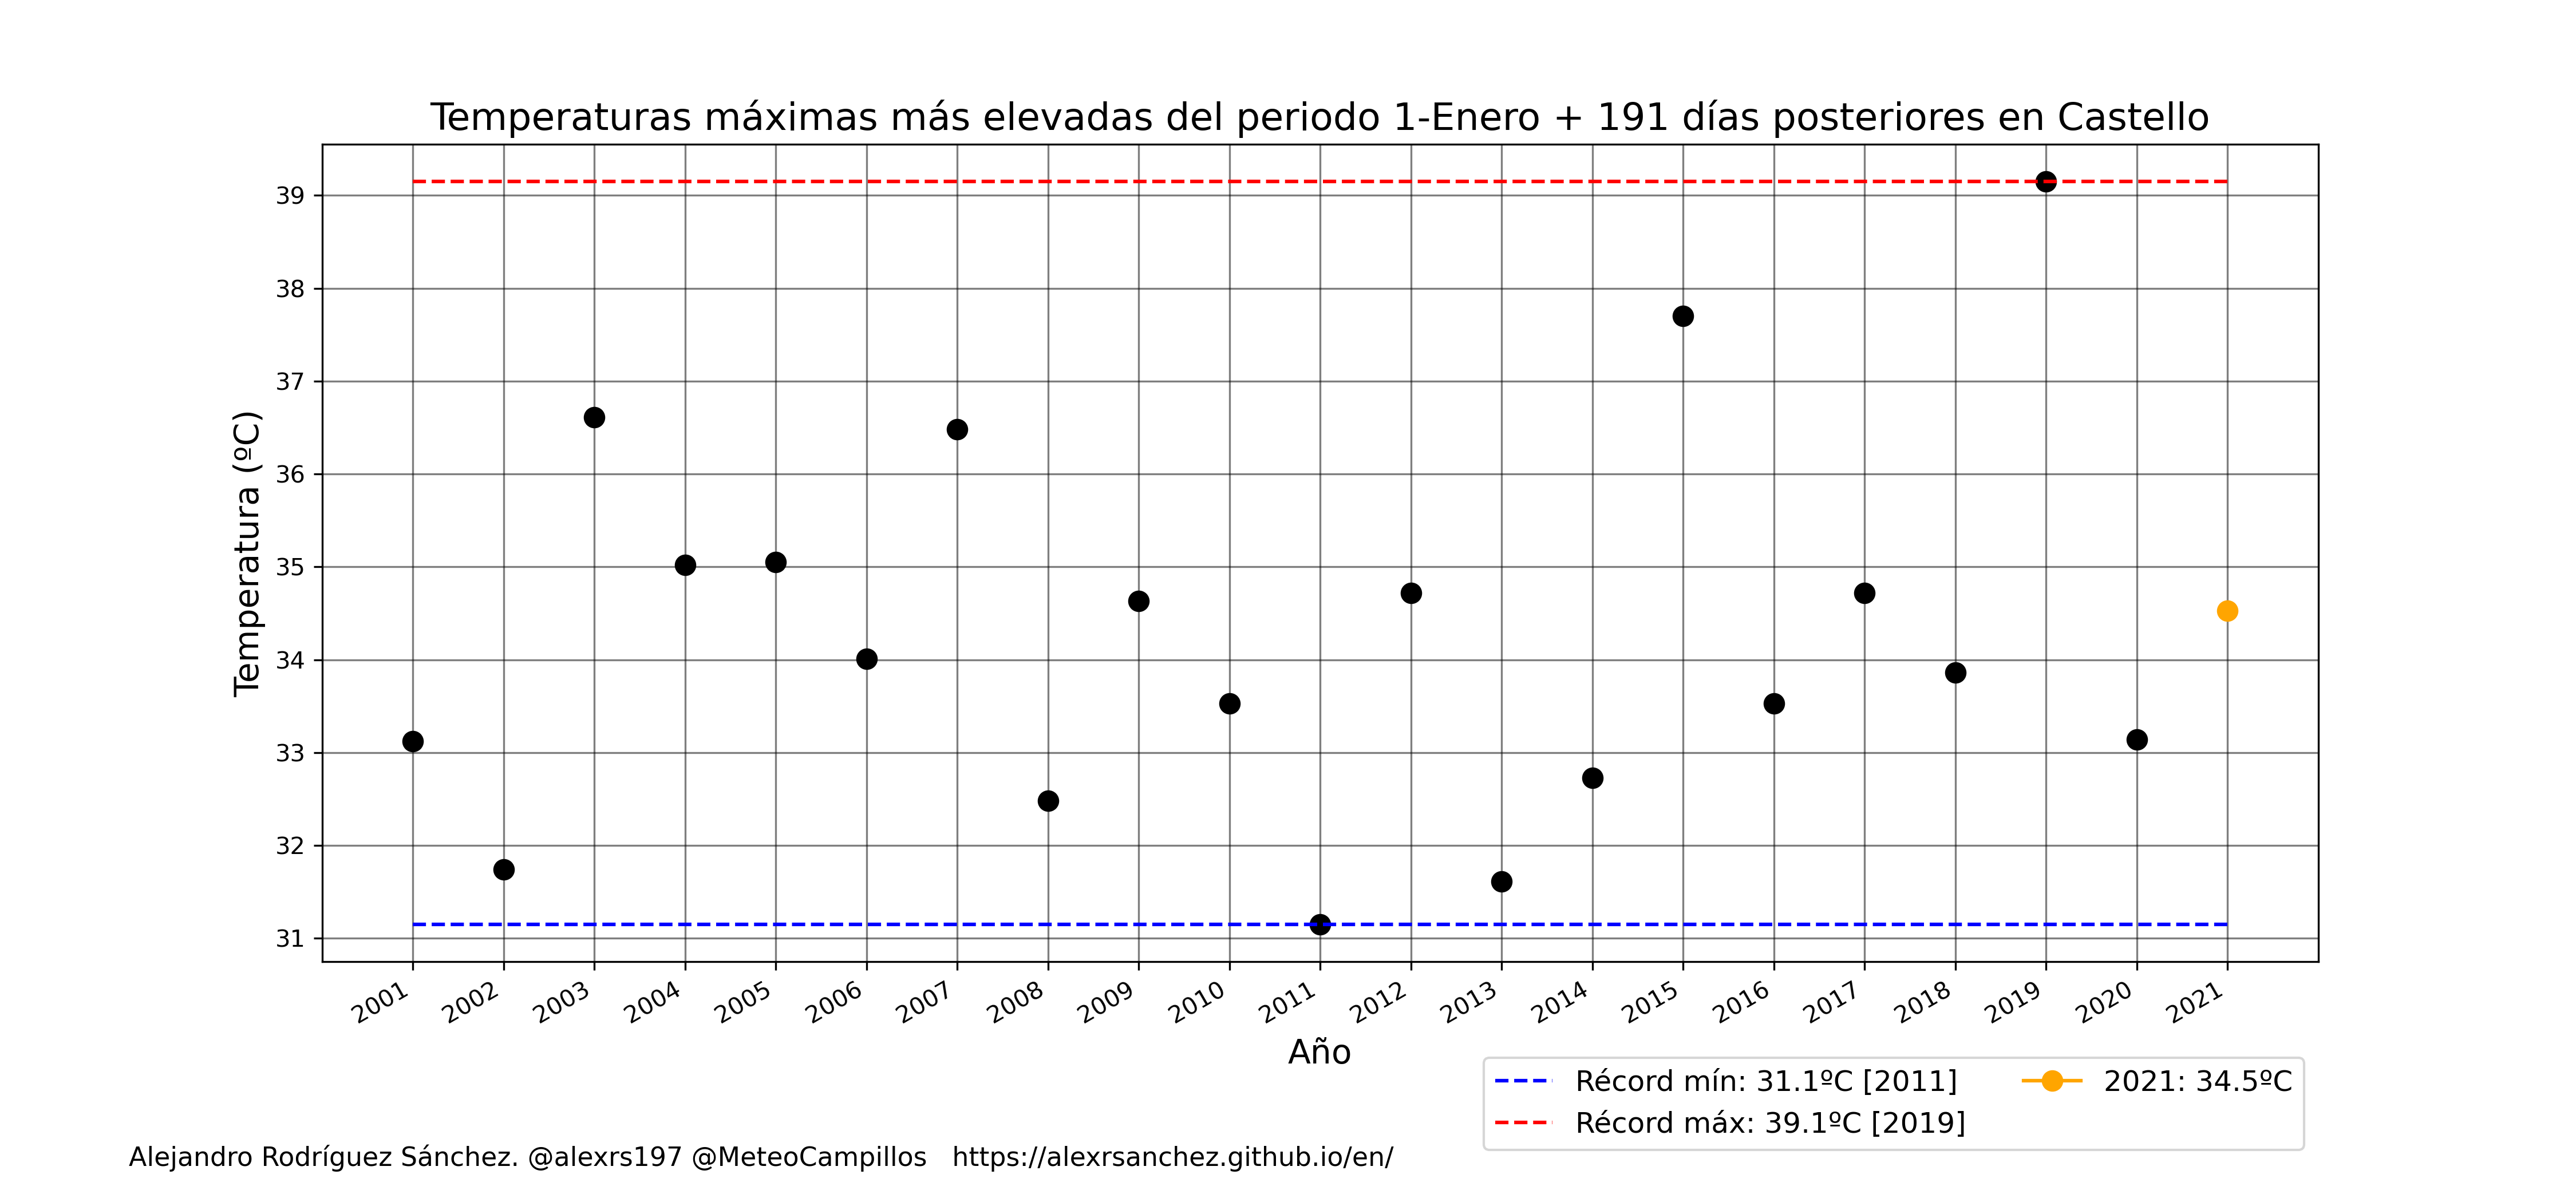 Temperaturas máximas más elevadas del periodo 1-Enero + 191 días posteriores en Castello
Temperatura (ºC)
39
38
37
36
35
34
33
32
31
2001 2002 2003 2004 2005 2006 2007 2008 2009 2010 2011 2012 2013 2014 2015 2016 2017 2018 2019 2020 2021
Año
Récord mín: 31.1ºC [2011]
Récord máx: 39.1ºC [2019]
2021: 34.5ºC
Alejandro Rodríguez Sánchez. @alexrs197 @MeteoCampillos https://alexrsanchez.github.io/en/